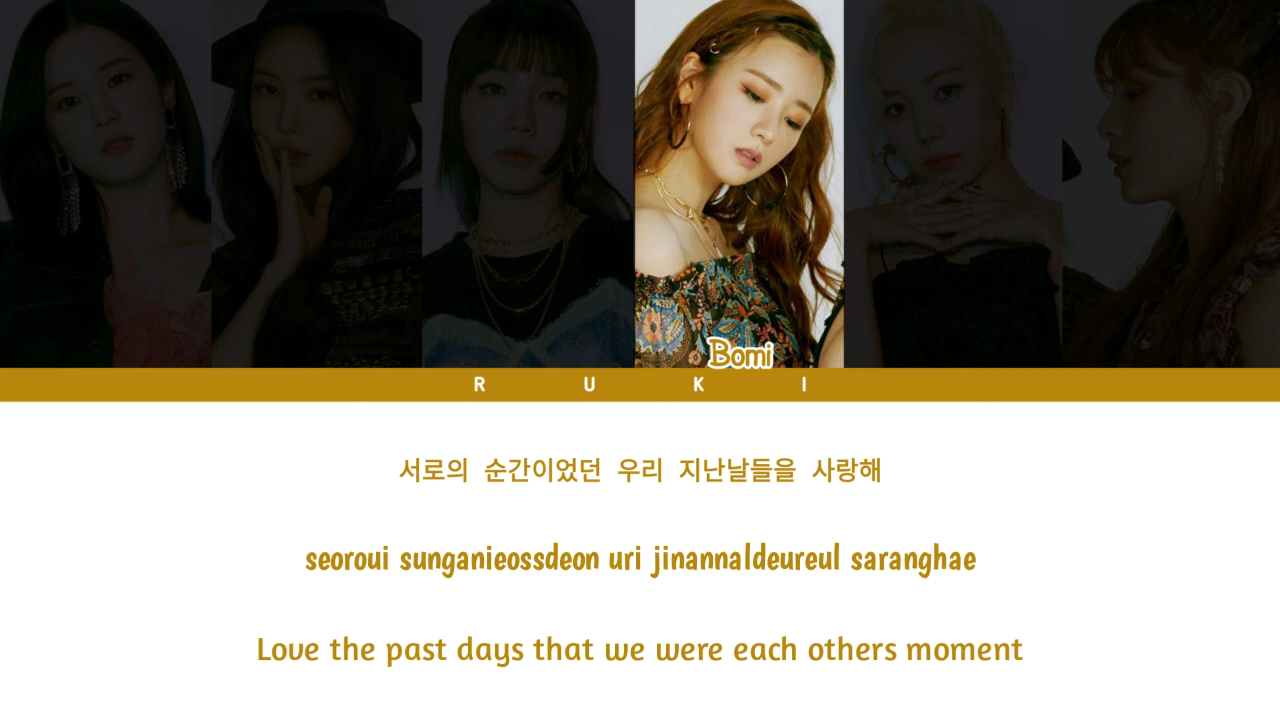 Bomi
R U K I
서로의 순간이었던 우리 지난날들을 사랑해
seoroui sunganieossdeon uri jinannaldeureul saranghae
Love the past days that we were each others moment